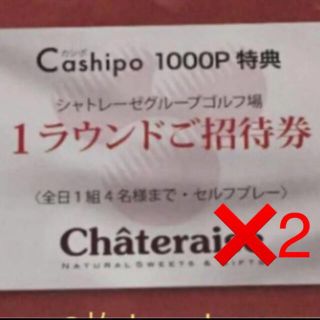 カシポ
Cashipo 1000P 特典
シャトレーゼグループゴルフ場
1ラウンドご招待券
〈全日1組4名様まで・セルフプレー〉
Châteraisé
NATURAL SWEETS & GIFTS
×2